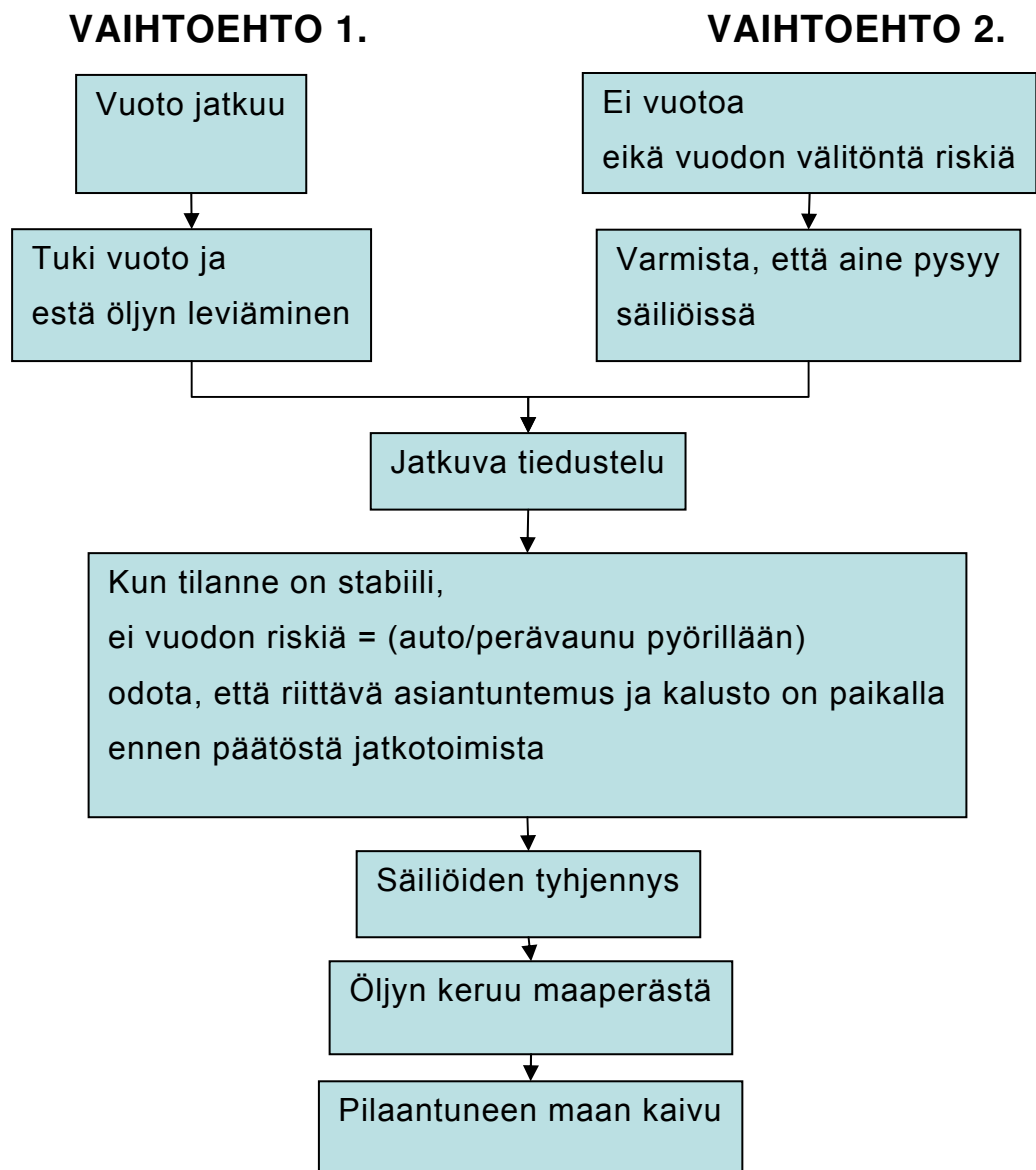 VAIHTOEHTO 1.
VAIHTOEHTO 2.
Vuoto jatkuu
Ei vuotoa
eikä vuodon välitöntä riskiä
Tuki vuoto ja
estä öljyn leviäminen
Varmista, että aine pysyy
säiliöissä
Jatkuva tiedustelu
Kun tilanne on stabiili,
ei vuodon riskiä = (auto/perävaunu pyörillään)
odota, että riittävä asiantuntemus ja kalusto on paikalla
ennen päätöstä jatkotoimista
Säiliöiden tyhjennys
Öljyn keruu maaperästä
Pilaantuneen maan kaivu